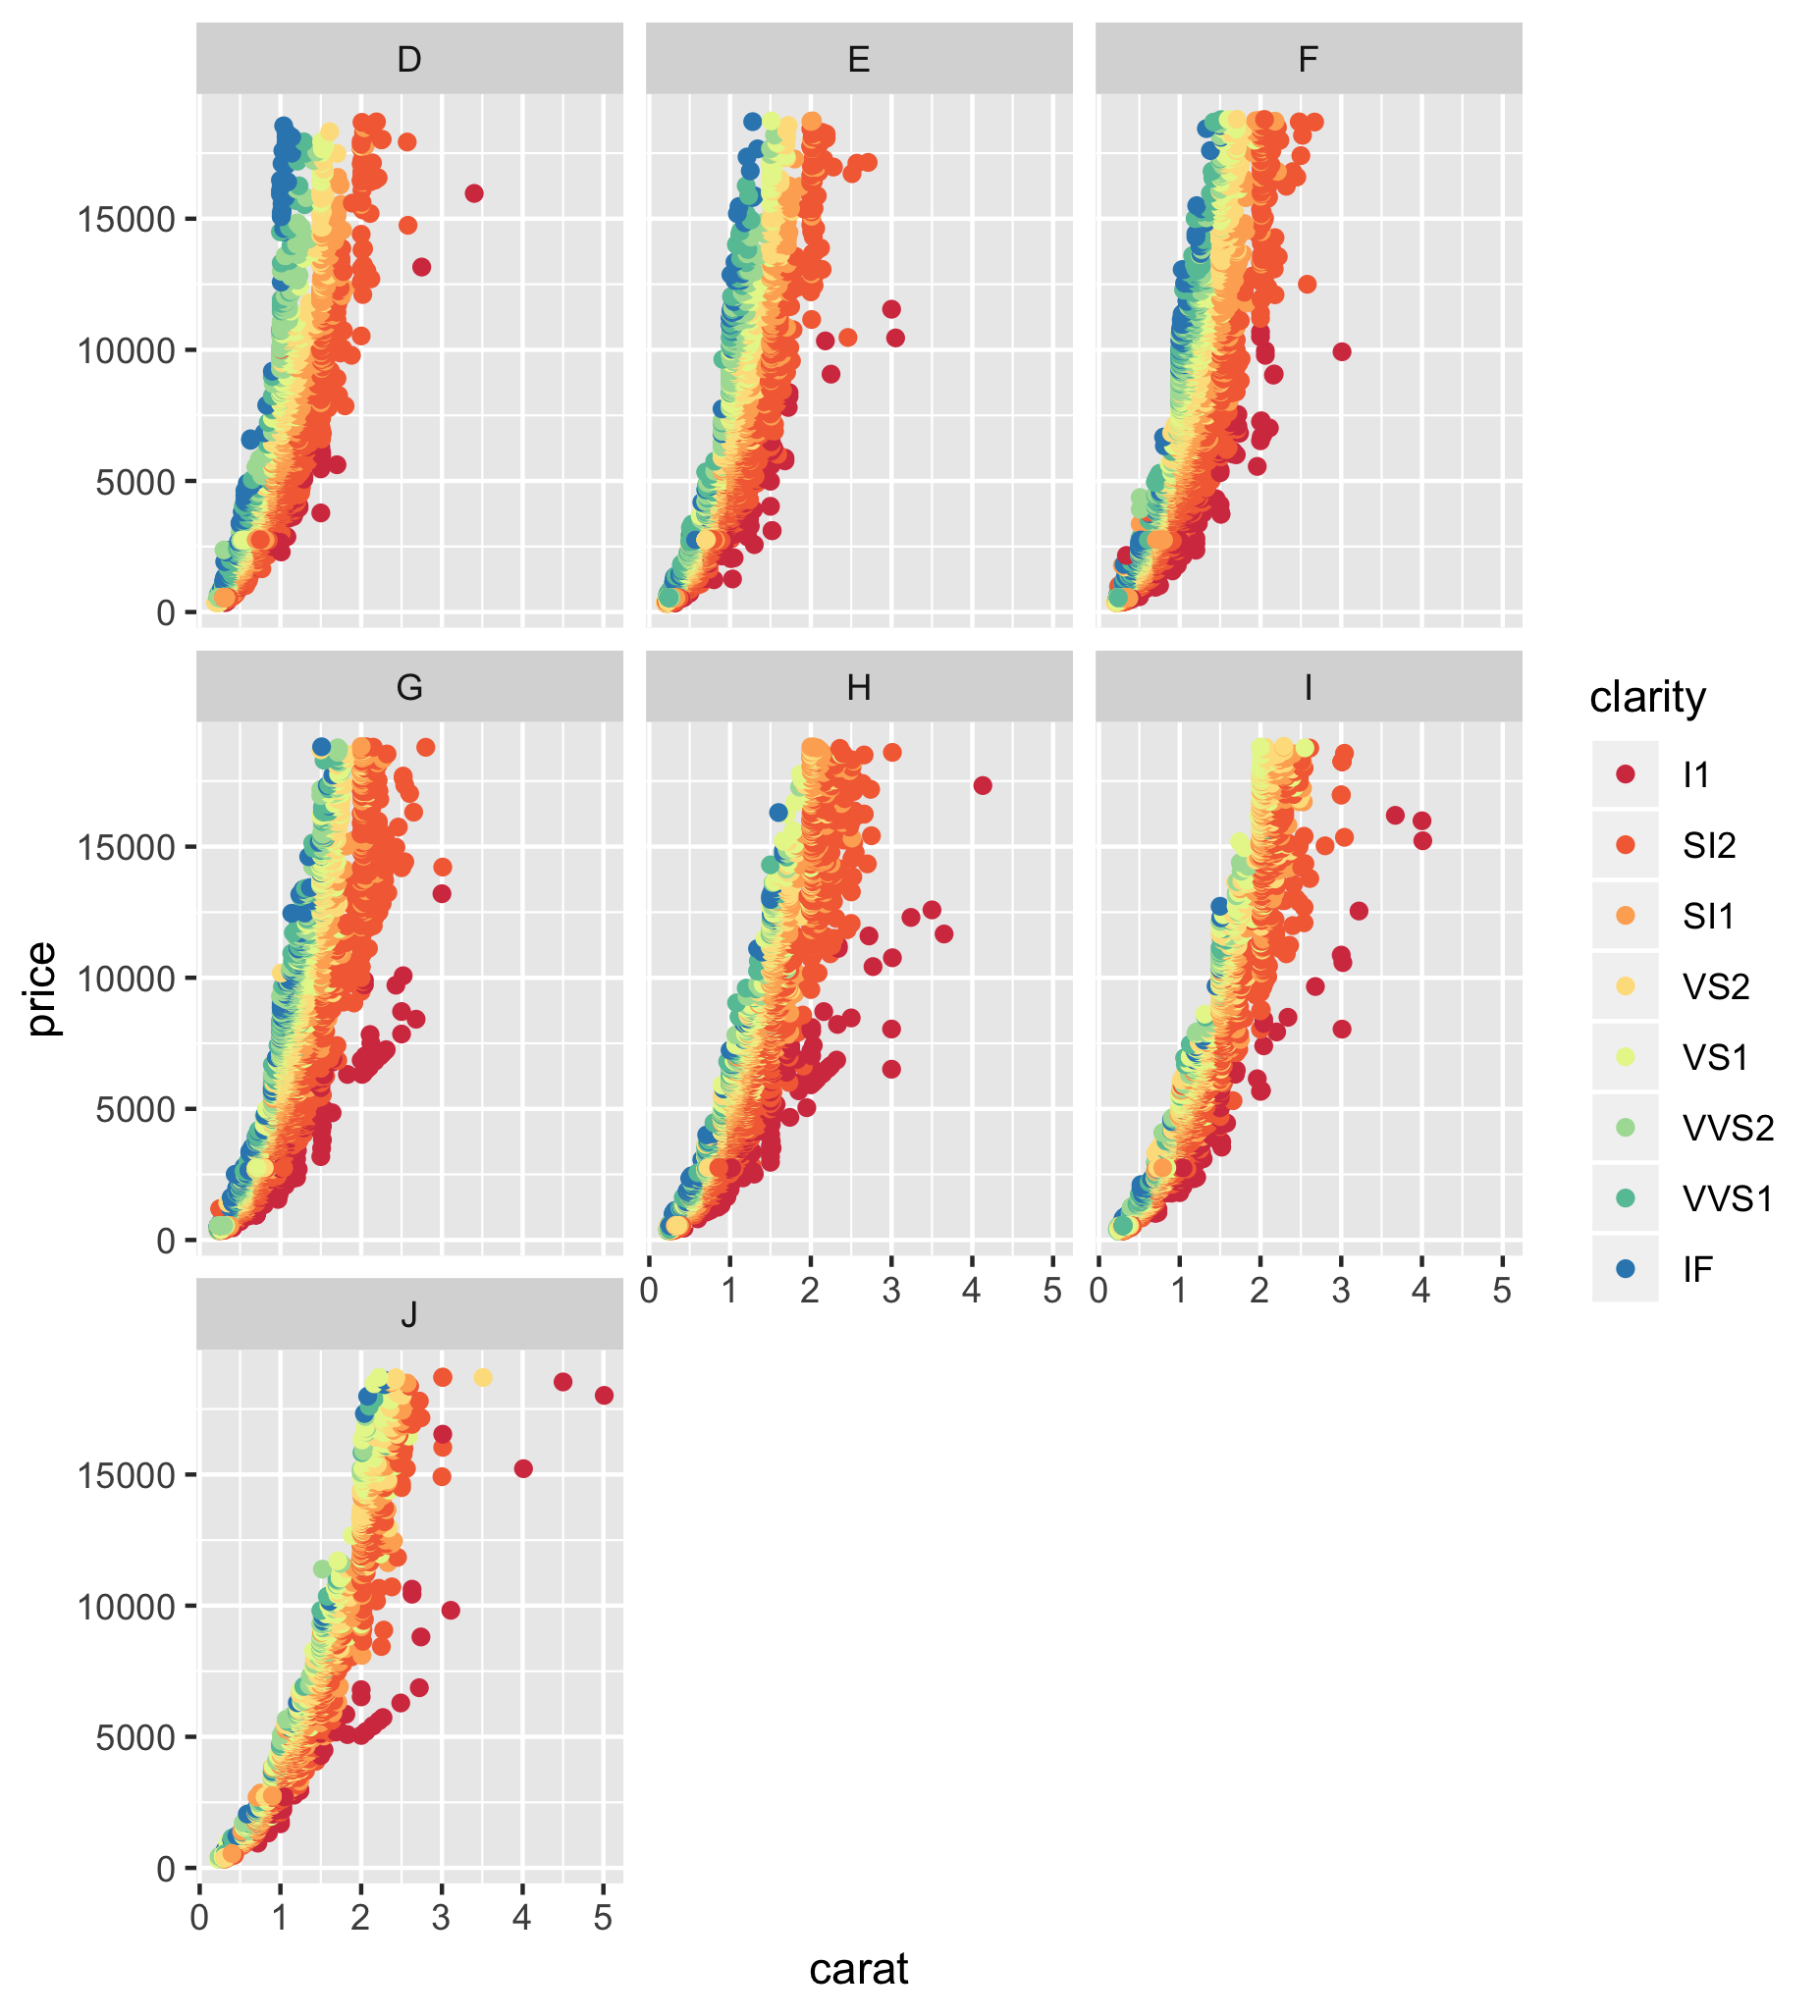 D E F
15000
10000
5000
0
G H I
15000
10000
5000
0
0 1 2 3 4 5 0 1 2 3 4 5
J
15000
10000
5000
0
0 1 2 3 4 5
carat
price
clarity
I1
SI2
SI1
VS2
VS1
VVS2
VVS1
IF